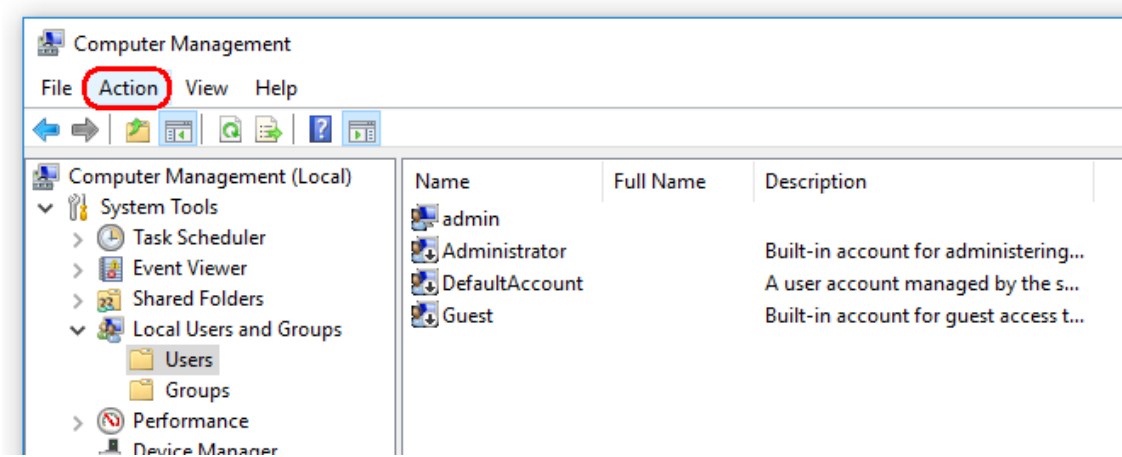 Computer Management
File Action View Help
Computer Management (Local)
System Tools
Task Scheduler
Event Viewer
Shared Folders
Local Users and Groups
Users
Groups
Performance
Device Manager
Name Full Name Description
admin
Administrator Built-in account for administering...
DefaultAccount A user account managed by the s...
Guest Built-in account for guest access t...